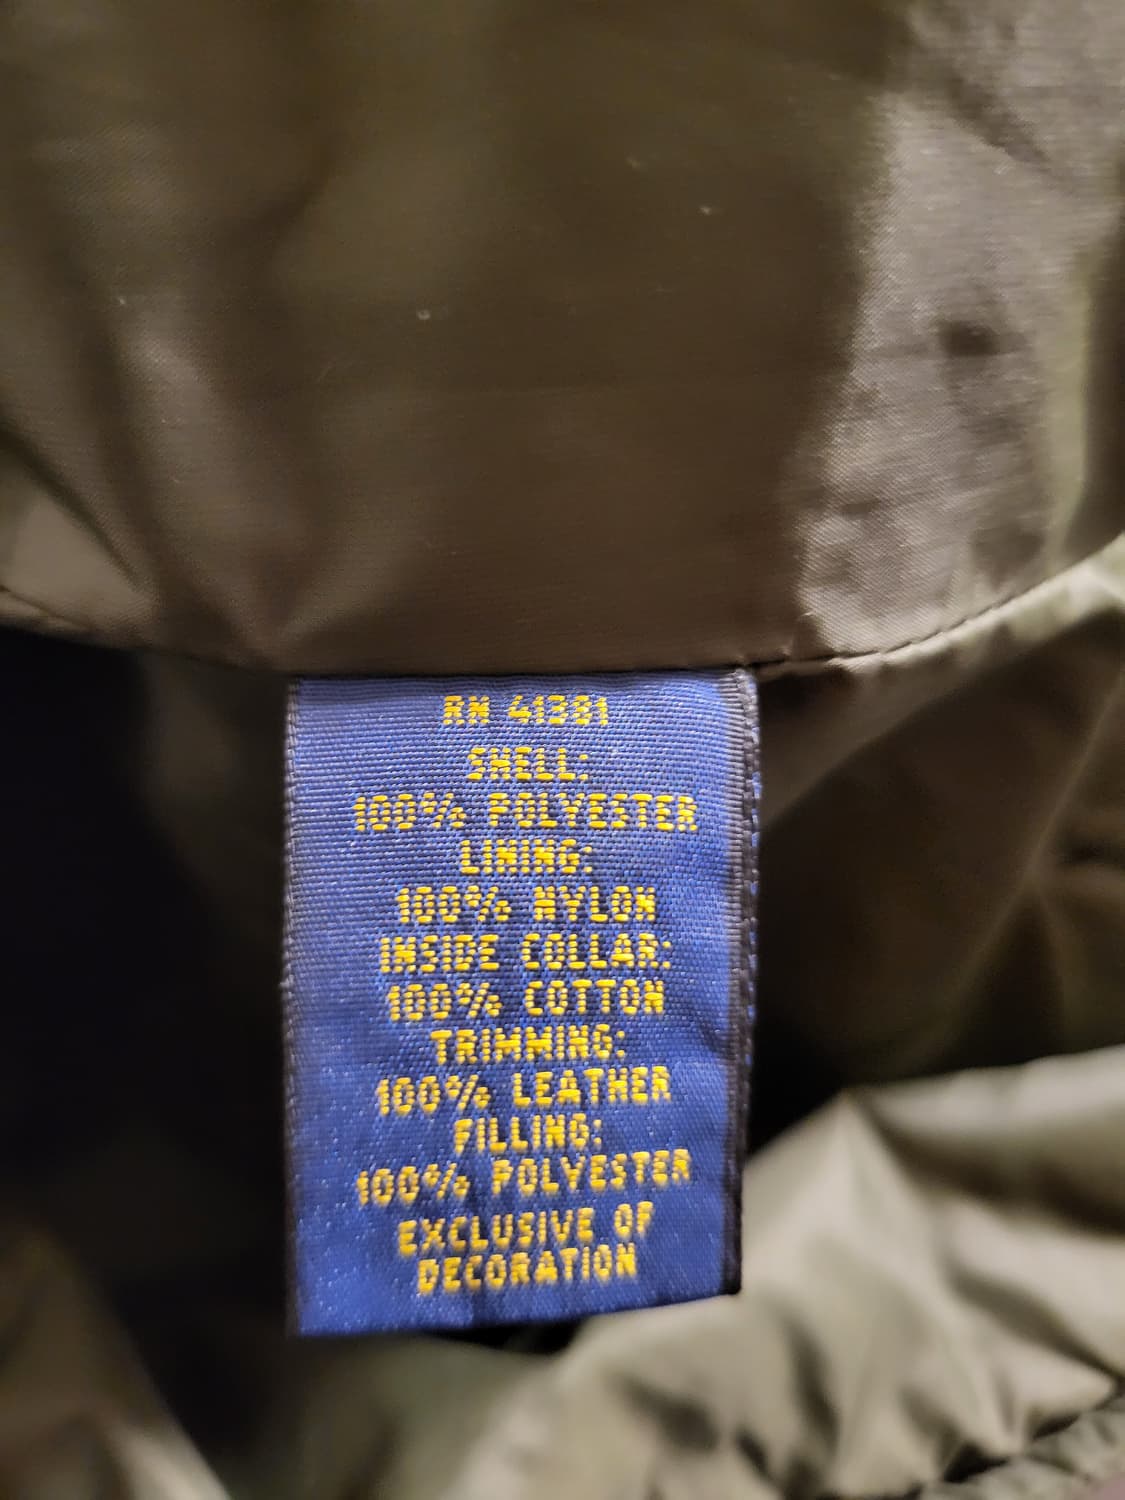 RN 41381
SHELL:
100% POLYESTER
LINING:
100% NYLON
INSIDE COLLAR:
100% COTTON
TRIMMING:
100% LEATHER
FILLING:
100% POLYESTER
EXCLUSIVE OF
DECORATION